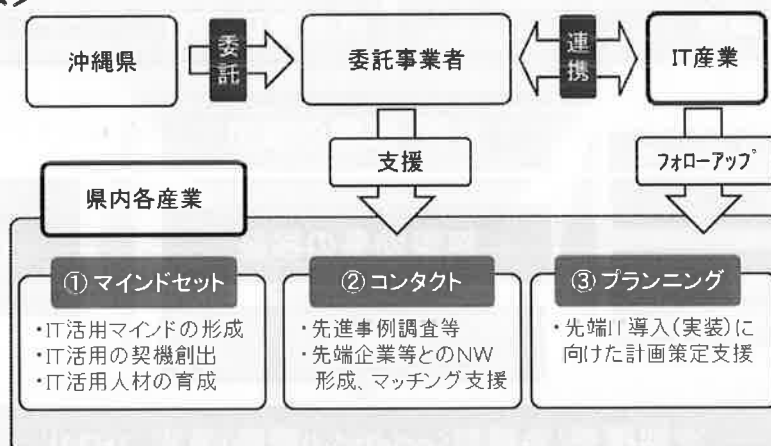 沖縄県
委託
委託事業者
連携
IT産業
支援
フォローアップ
県内各産業
①マインドセット
・IT活用マインドの形成
・IT活用の契機創出
・IT活用人材の育成
②コンタクト
・先進事例調査等
・先端企業等とのNW
形成、マッチング支援
③プランニング
・先端IT導入(実装)に
向けた計画策定支援